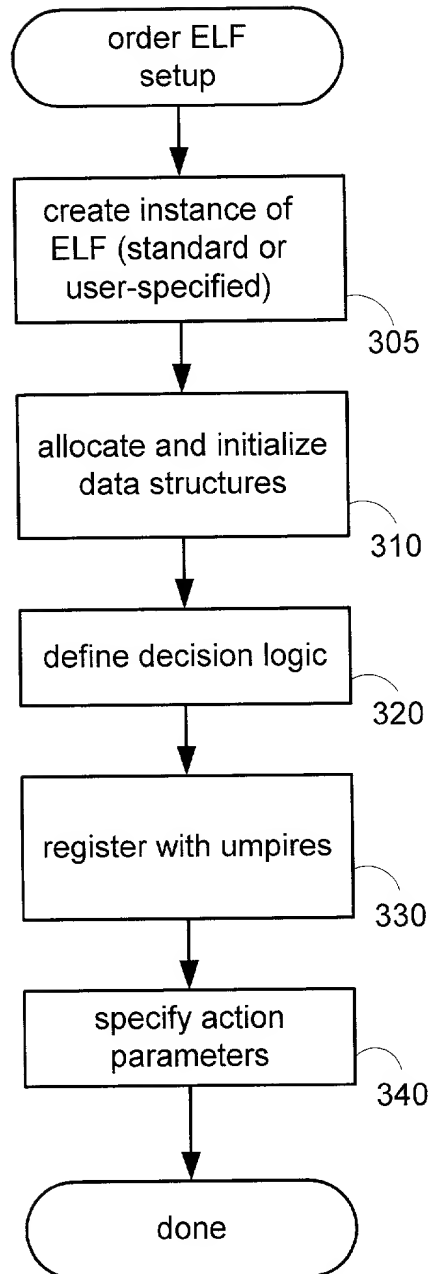 order ELF
setup
create instance of
ELF (standard or
user-specified)
305
allocate and initialize
data structures
310
define decision logic
320
register with umpires
330
specify action
parameters
340
done